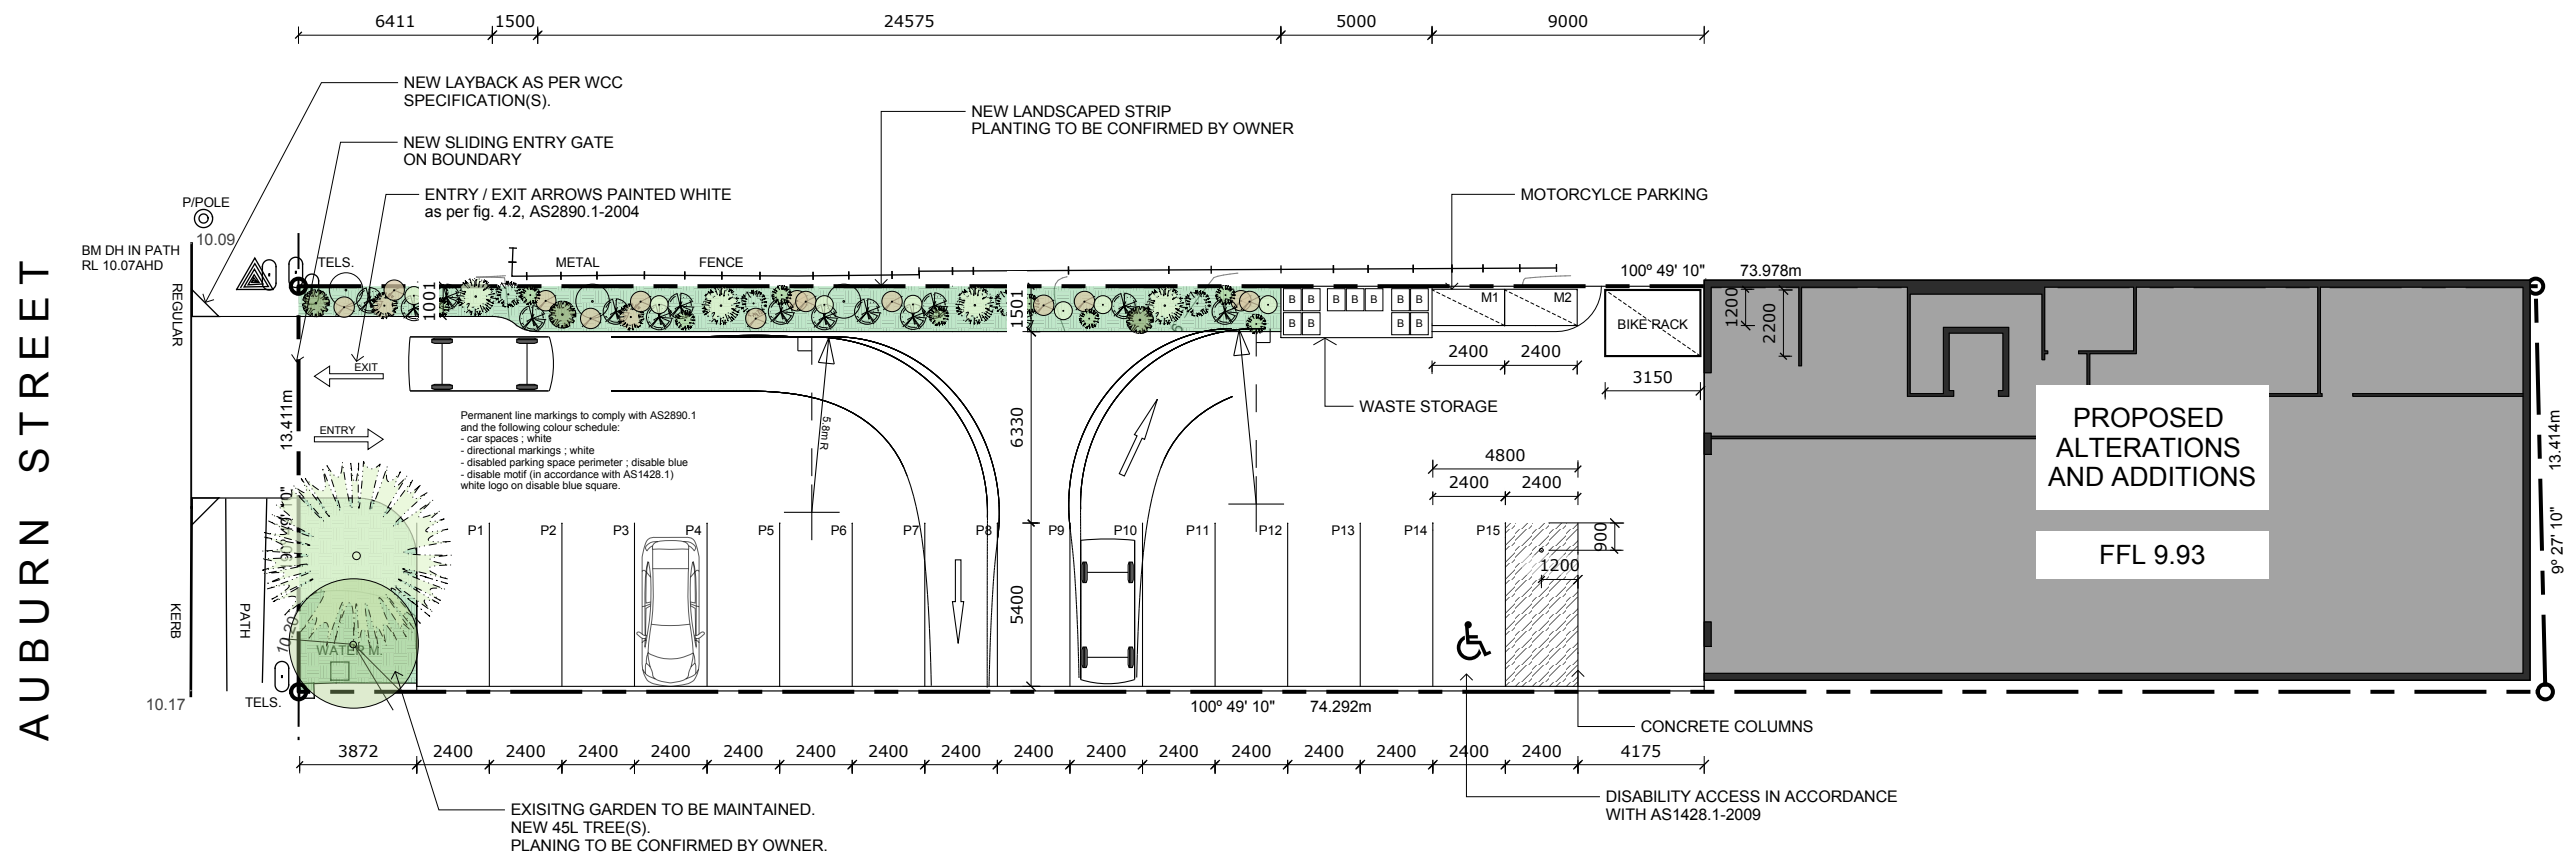 6411 1500 24575 5000 9000
NEW LAYBACK AS PER WCC
SPECIFICATION(S).
NEW LANDSCAPED STRIP
PLANTING TO BE CONFIRMED BY OWNER
NEW SLIDING ENTRY GATE
ON BOUNDARY
ENTRY / EXIT ARROWS PAINTED WHITE
as per fig. 4.2, AS2890.1-2004
MOTORCYLCE PARKING
P/POLE
10.09
BM DH IN PATH
RL 10.07AHD
TELS.
METAL FENCE
100º 49' 10" 73.978m
AUBURN STREET
REGULAR
1001
1501
B B B B B B B
B B B B
M1 M2
BIKE RACK
1200
2200
2400 2400
3150
EXIT
ENTRY
13.411m
WASTE STORAGE
Permanent line markings to comply with AS2890.1
and the following colour schedule:
- car spaces ; white
- directional markings ; white
- disabled parking space perimeter ; disable blue
- disable motif (in accordance with AS1428.1)
white logo on disable blue square.
5.8m R
6330
4800
2400 2400
PROPOSED
ALTERATIONS
AND ADDITIONS
FFL 9.93
13.414m
9º 27' 10"
P1 P2 P3 P4 P5 P6 P7 P8 P9 P10 P11 P12 P13 P14 P15
900
1200
5400
KERB
PATH
10.20
WATER M.
10.17
TELS.
100º 49' 10" 74.292m
CONCRETE COLUMNS
3872 2400 2400 2400 2400 2400 2400 2400 2400 2400 2400 2400 2400 2400 2400 2400 2400 4175
EXISITNG GARDEN TO BE MAINTAINED.
NEW 45L TREE(S).
PLANING TO BE CONFIRMED BY OWNER.
DISABILITY ACCESS IN ACCORDANCE
WITH AS1428.1-2009